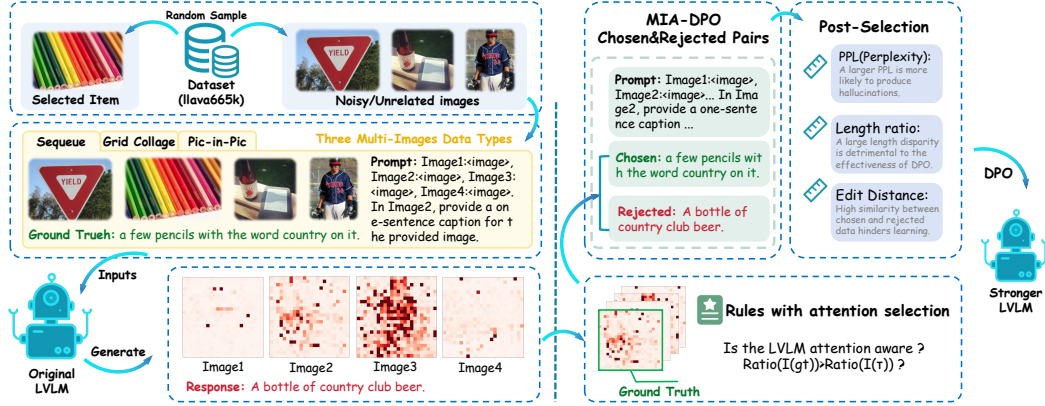 Random Sample
Selected Item
Dataset
(llava665k)
YIELD
Noisy/Unrelated images
Sequeue
Grid Collage
Pic-in-Pic
Three Multi-Images Data Types
YIELD
Prompt: Image1:<image>,
Image2:<image>, Image3:
<image>, Image4:<image>.
In Image2, provide a on
e-sentence caption for t
he provided image.
Ground Trueh: a few pencils with the word country on it.
Inputs
Generate
Original
LVLM
Image1
Image2
Image3
Image4
Response: A bottle of country club beer.
MIA-DPO
Chosen&Rejected Pairs
Prompt: Image1:<image>,
Image2:<image>... In Ima
ge2, provide a one-sente
nce caption ...
Chosen: a few pencils wit
h the word country on it.
Rejected: A bottle of
country club beer.
Post-Selection
PPL(Perplexity):
A larger PPL is more
likely to produce
hallucinations.
Length ratio:
A large length disparity
is detrimental to the
effectiveness of DPO.
Edit Distance:
High similarity between
chosen and rejected
data hinders learning.
DPO
Stronger
LVLM
Rules with attention selection
Is the LVLM attention aware ?
Ratio(I(gt))>Ratio(I(τ)) ?
Ground Truth